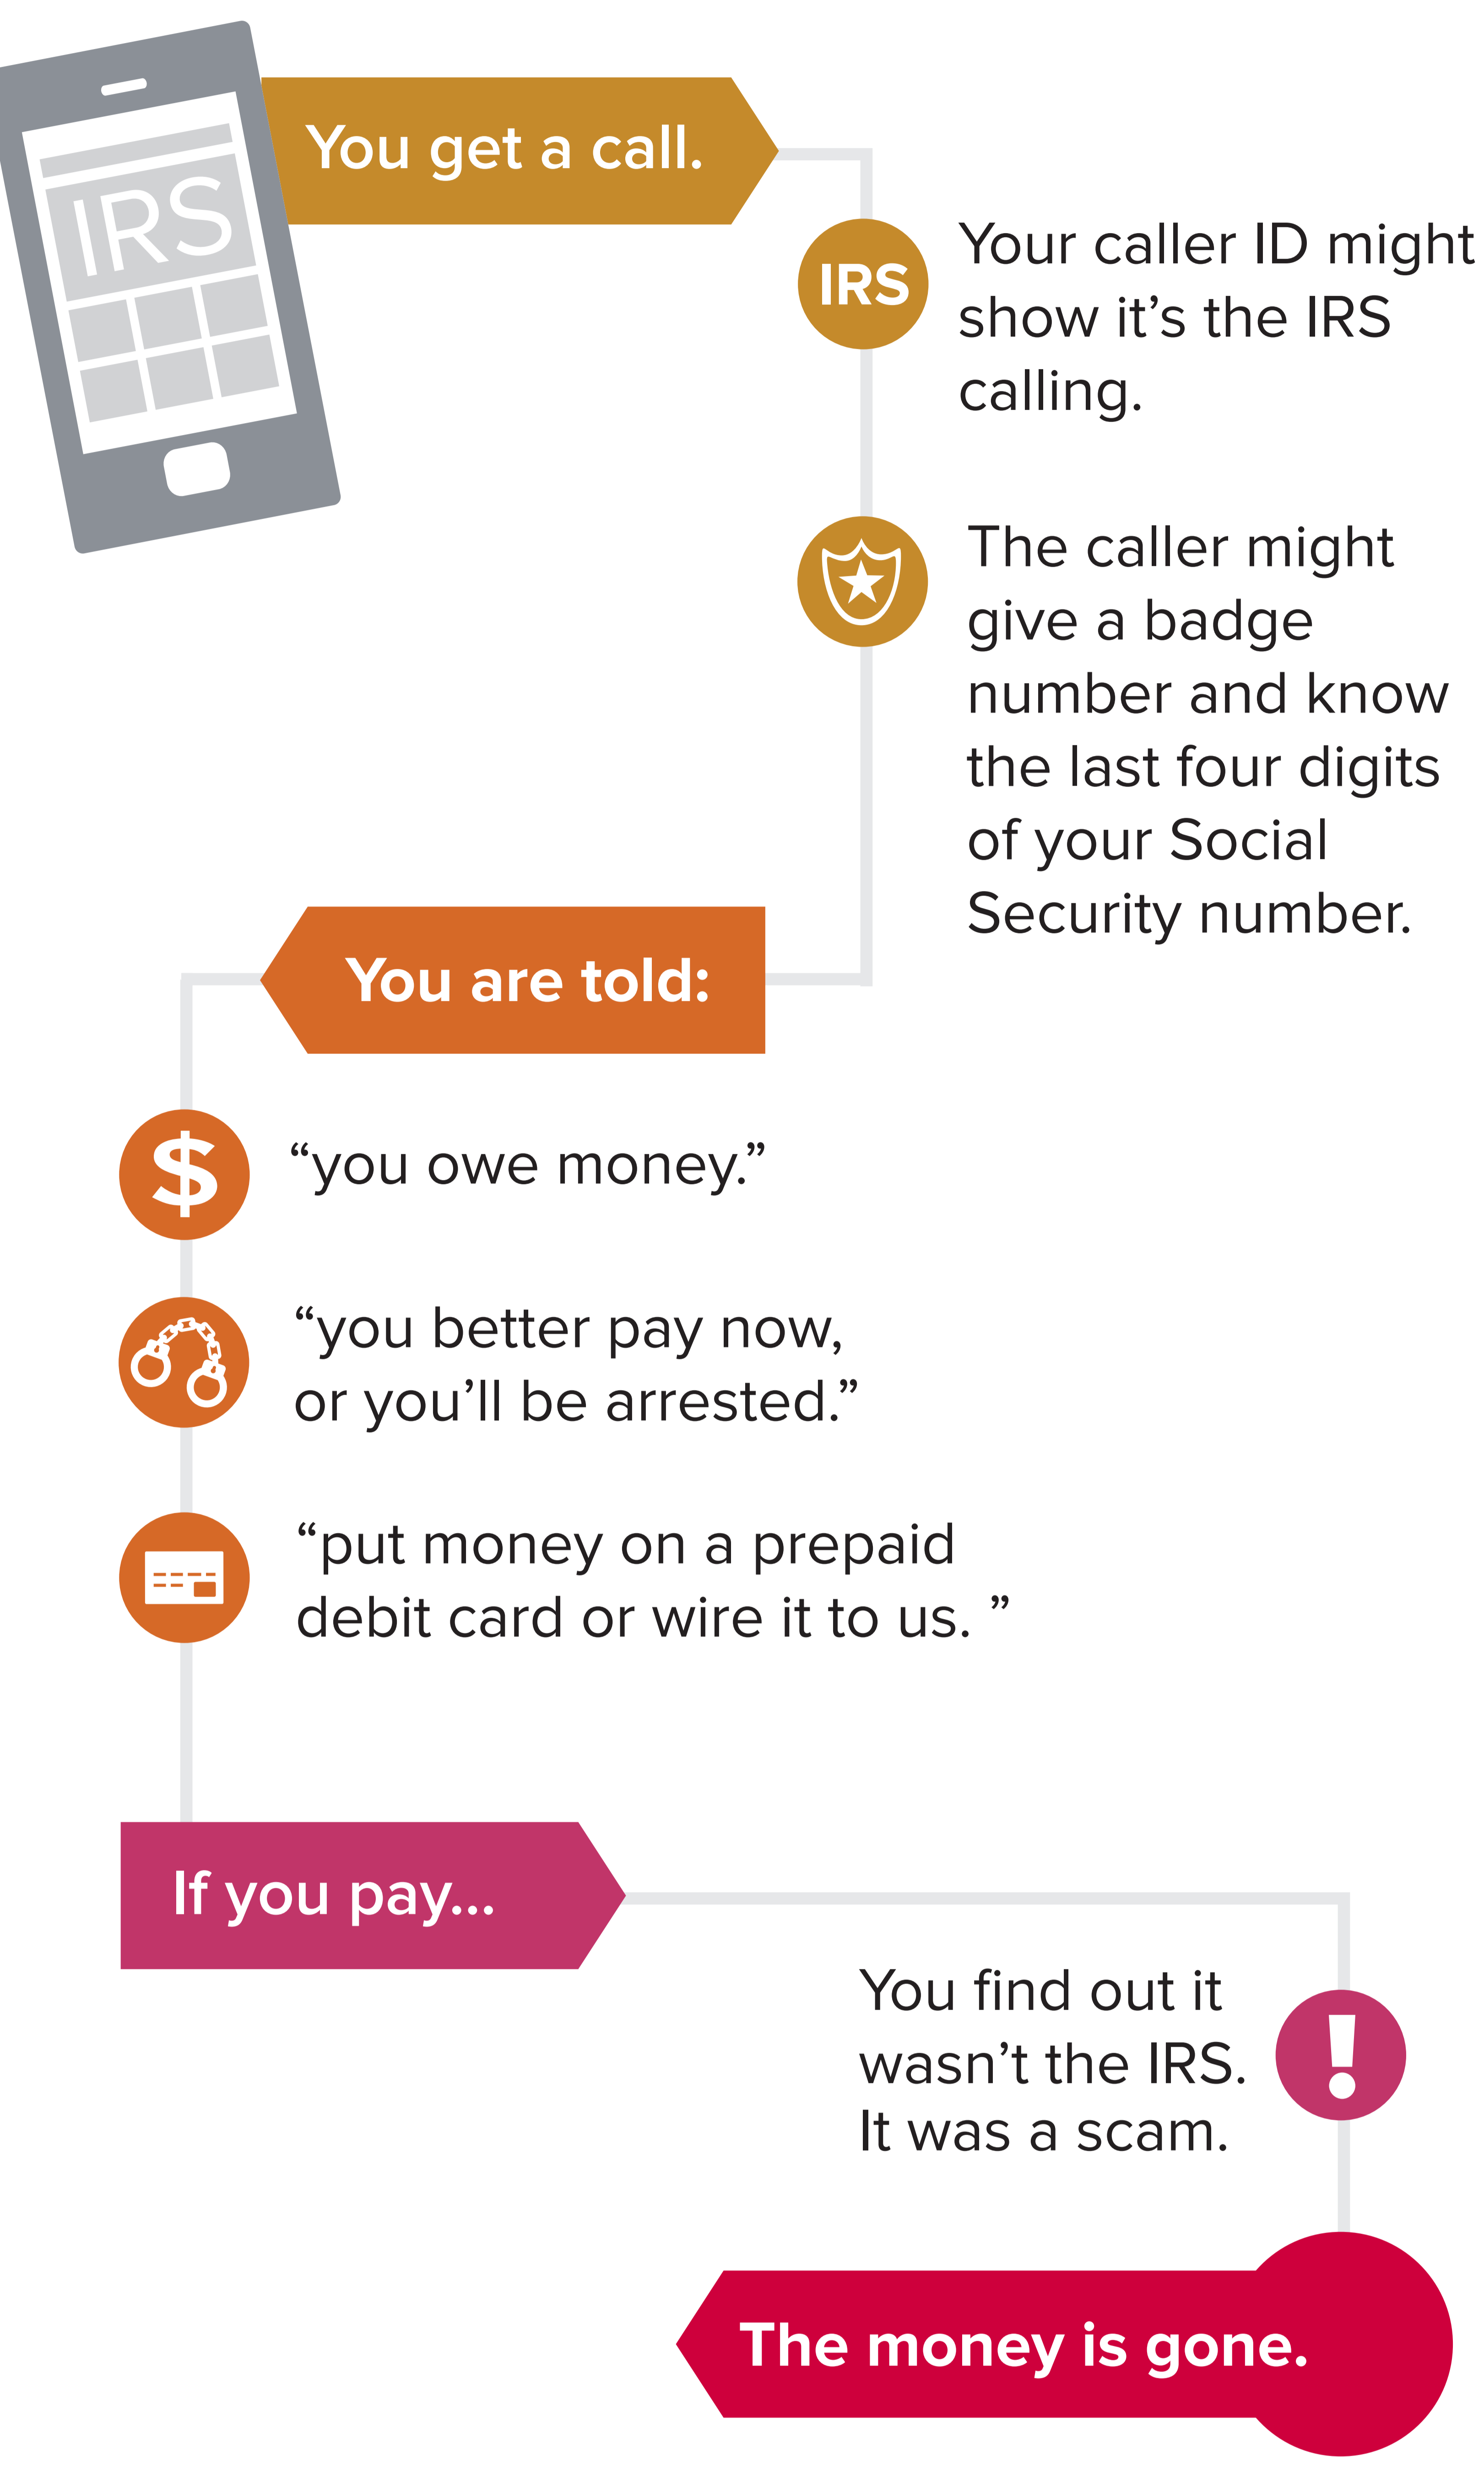 IRS
You get a call.
IRS
Your caller ID might
show it’s the IRS
calling.
The caller might
give a badge
number and know
the last four digits
of your Social
Security number.
You are told:
$
“you owe money.”
“you better pay now,
or you’ll be arrested.”
“put money on a prepaid
debit card or wire it to us. ”
If you pay...
You find out it
wasn’t the IRS.
It was a scam.
!
The money is gone.